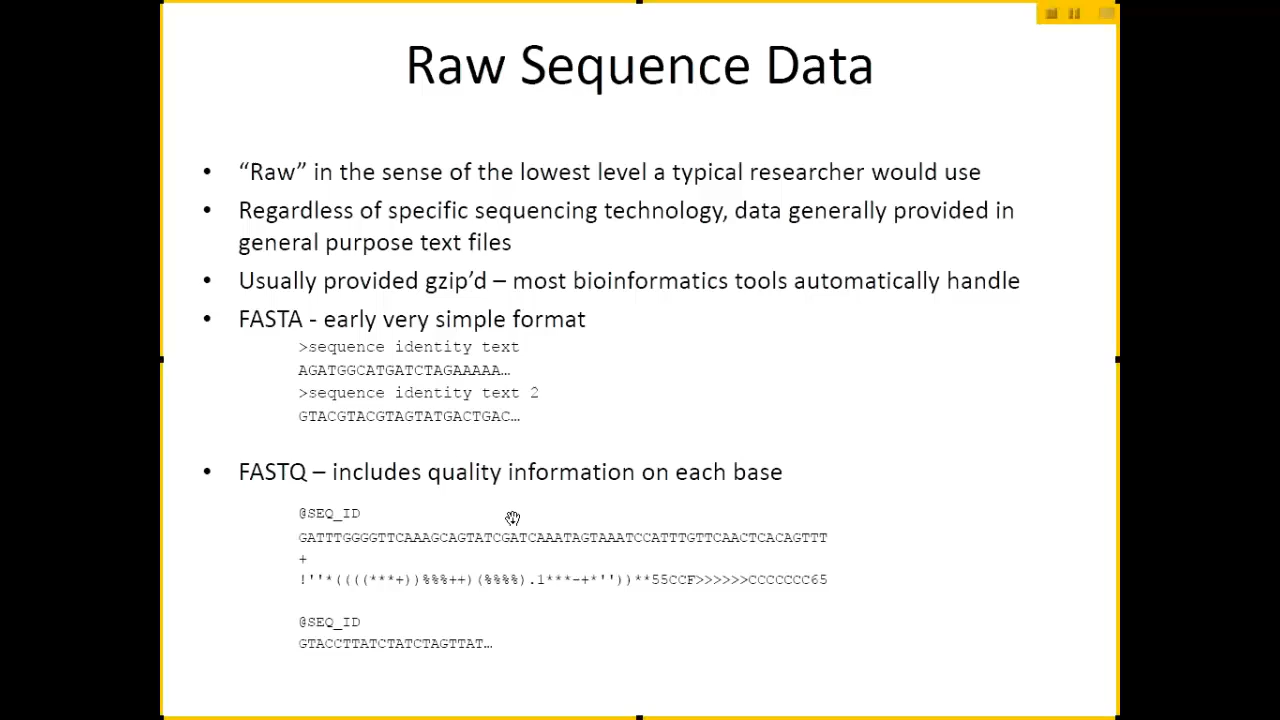 Raw Sequence Data
• “Raw” in the sense of the lowest level a typical researcher would use
• Regardless of specific sequencing technology, data generally provided in
general purpose text files
• Usually provided gzip’d – most bioinformatics tools automatically handle
• FASTA - early very simple format
>sequence identity text
AGATGGCATGATCTAGAAAAA…
>sequence identity text 2
GTACGTACGTAGTATGACTGAC…
• FASTQ – includes quality information on each base
@SEQ_ID
GATTTGGGGTTCAAAGCAGTATCGATCAAATAGTAAATCCATTTGTTCAACTCACAGTTT
+
!''*((((***+))%%%++)(%%%%).1***-+*''))**55CCF>>>>>>CCCCCCC65
@SEQ_ID
GTACCTTATCTATCTAGTTAT…